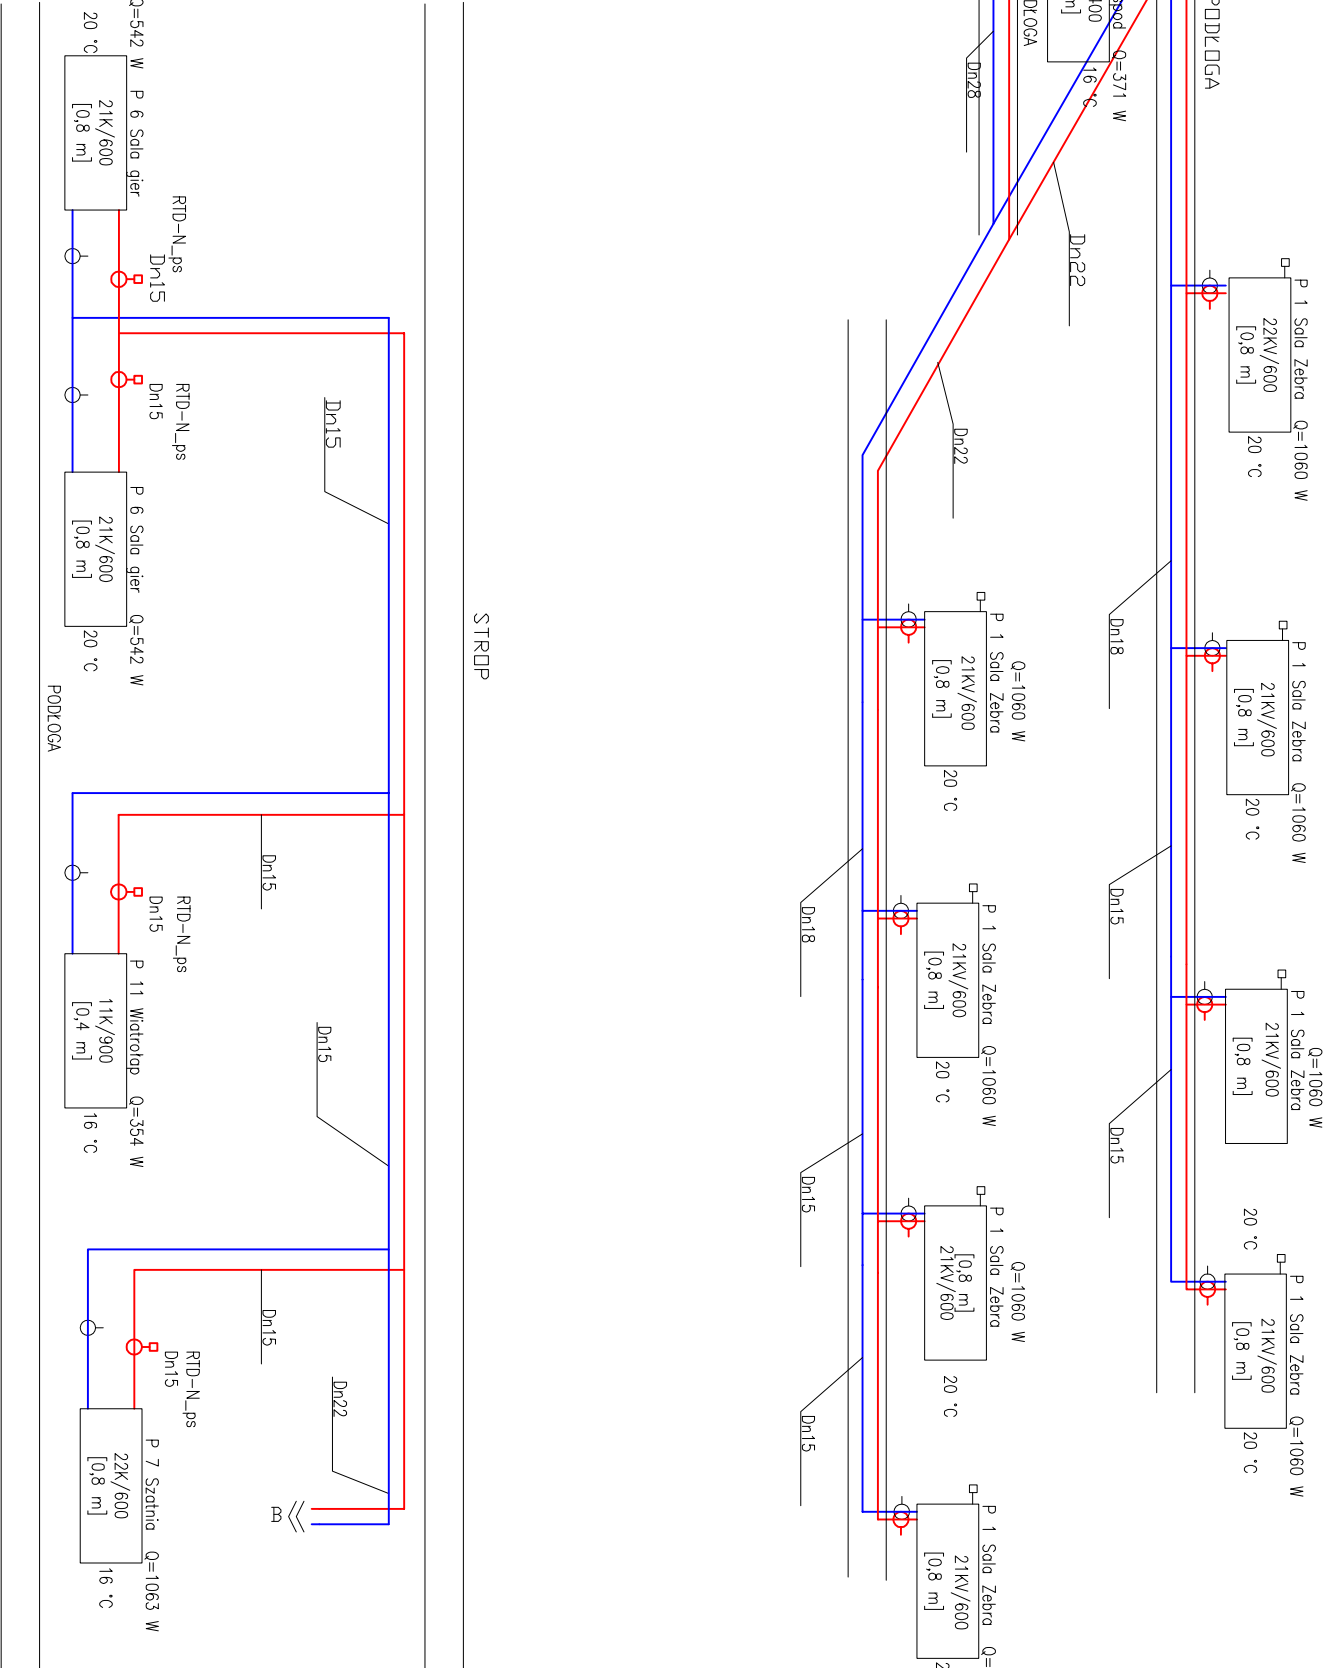 PODŁOGA
P 1 Sala Zebra Q=1060 W
22KV/600
[0,8 m]
20 °C
P 1 Sala Zebra Q=1060 W
21KV/600
[0,8 m]
20 °C
Q=1060 W
P 1 Sala Zebra
21KV/600
[0,8 m]
20 °C
P 1 Sala Zebra Q=1060 W
21KV/600
[0,8 m]
20 °C
Dn18
Dn15
Dn15
Q=371 W
16 °C
Dn28
Dn22
Dn22
Q=1060 W
P 1 Sala Zebra
21KV/600
[0,8 m]
20 °C
P 1 Sala Zebra Q=1060 W
21KV/600
[0,8 m]
20 °C
Q=1060 W
P 1 Sala Zebra
[0,8 m]
21KV/600
20 °C
P 1 Sala Zebra Q=
21KV/600
[0,8 m]
Dn18
Dn15
Dn15
STROP
Dn15
Dn15
Dn22
Dn15
Dn15
B
RTD-N_ps
Dn15
RTD-N_ps
Dn15
RTD-N_ps
Dn15
RTD-N_ps
Dn15
Q=542 W
20 °C
P 6 Sala gier
21K/600
[0,8 m]
P 6 Sala gier Q=542 W
21K/600
[0,8 m]
20 °C
P 11 Wiatrołap Q=354 W
11K/900
[0,4 m]
16 °C
P 7 Szatnia Q=1063 W
22K/600
[0,8 m]
16 °C
PODŁOGA